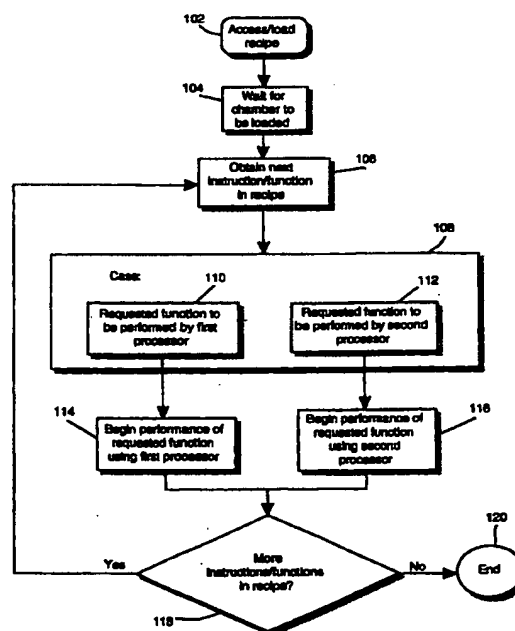 102
Access/load
recipe
104
Wait for
chamber to
be loaded
106
Obtain next
instruction/function
in recipe
108
Case:
110
112
Requested function to
be performed by first
processor
Requested function to
be performed by second
processor
114
Begin performance of
requested function
using first processor
116
Begin performance of
requested function
using second
processor
Yes
More
instructions/functions
in recipe?
No
120
End
118